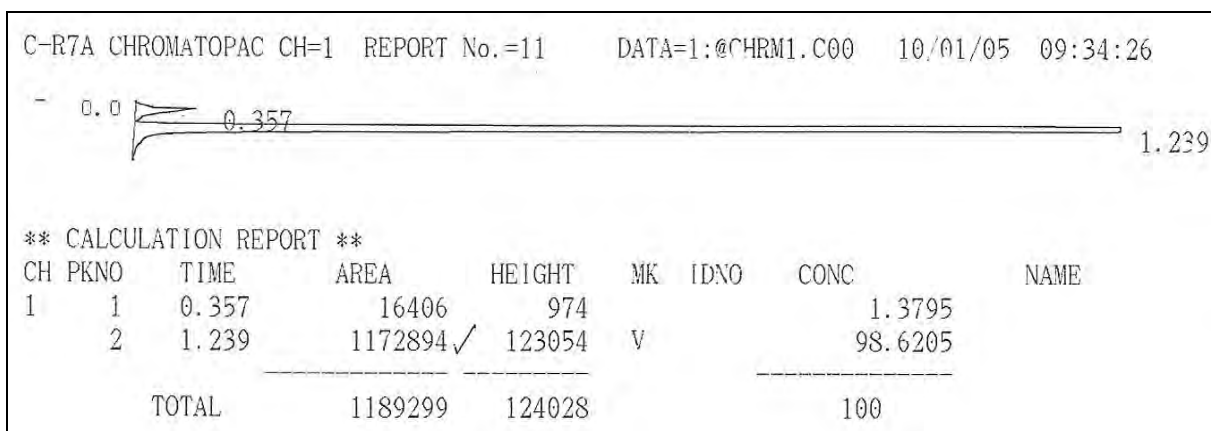 C-R7A CHROMATOPAC CH=1 REPORT No.=11 DATA=1:@CHRM1.C00 10/01/05 09:34:26
0.0
0.357
1.239
** CALCULATION REPORT **
CH PKNO TIME AREA HEIGHT MK IDNO CONC NAME
1 1 0.357 16406 974 1.3795
2 1.239 1172894✓ 123054 V 98.6205
TOTAL 1189299 124028 100